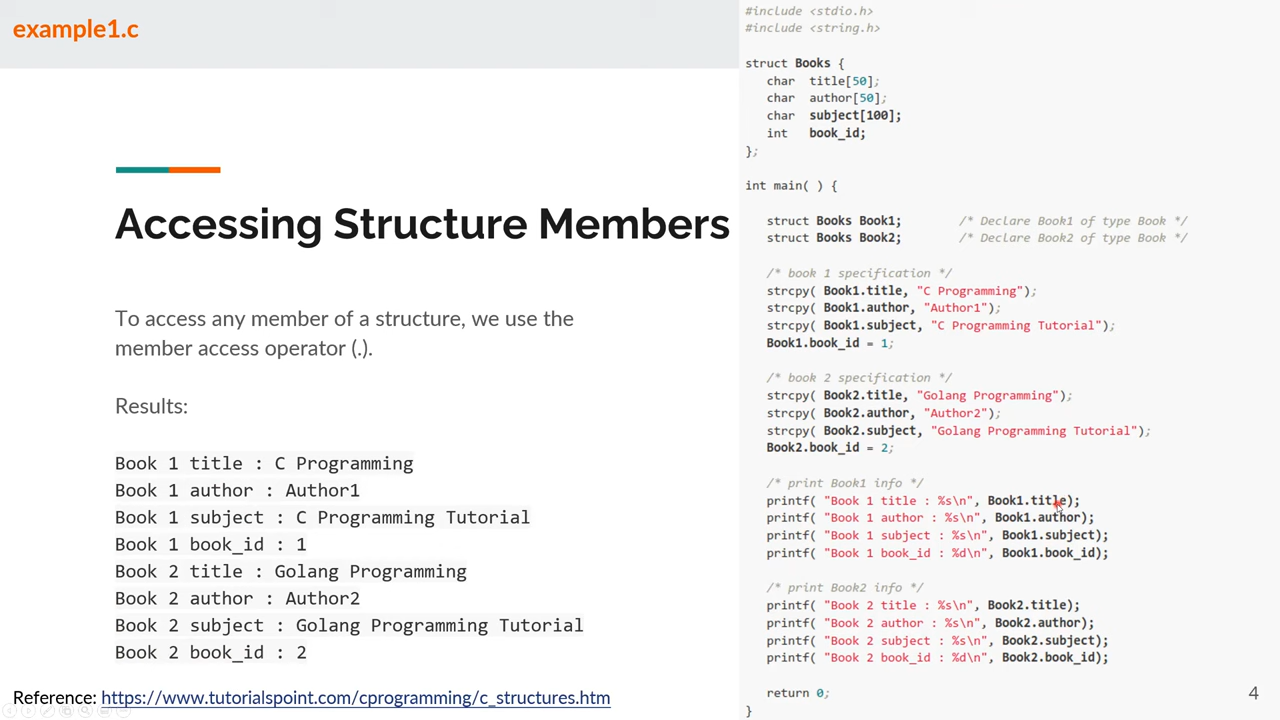 example1.c
Accessing Structure Members
To access any member of a structure, we use the
member access operator (.).
Results:
Book 1 title : C Programming
Book 1 author : Author1
Book 1 subject : C Programming Tutorial
Book 1 book_id : 1
Book 2 title : Golang Programming
Book 2 author : Author2
Book 2 subject : Golang Programming Tutorial
Book 2 book_id : 2
Reference: https://www.tutorialspoint.com/cprogramming/c_structures.htm
#include <stdio.h>
#include <string.h>
struct Books {
char title[50];
char author[50];
char subject[100];
int book_id;
};
int main( ) {
struct Books Book1; /* Declare Book1 of type Book */
struct Books Book2; /* Declare Book2 of type Book */
/* book 1 specification */
strcpy( Book1.title, "C Programming");
strcpy( Book1.author, "Author1");
strcpy( Book1.subject, "C Programming Tutorial");
Book1.book_id = 1;
/* book 2 specification */
strcpy( Book2.title, "Golang Programming");
strcpy( Book2.author, "Author2");
strcpy( Book2.subject, "Golang Programming Tutorial");
Book2.book_id = 2;
/* print Book1 info */
printf( "Book 1 title : %s\n", Book1.title);
printf( "Book 1 author : %s\n", Book1.author);
printf( "Book 1 subject : %s\n", Book1.subject);
printf( "Book 1 book_id : %d\n", Book1.book_id);
/* print Book2 info */
printf( "Book 2 title : %s\n", Book2.title);
printf( "Book 2 author : %s\n", Book2.author);
printf( "Book 2 subject : %s\n", Book2.subject);
printf( "Book 2 book_id : %d\n", Book2.book_id);
return 0;
}
4